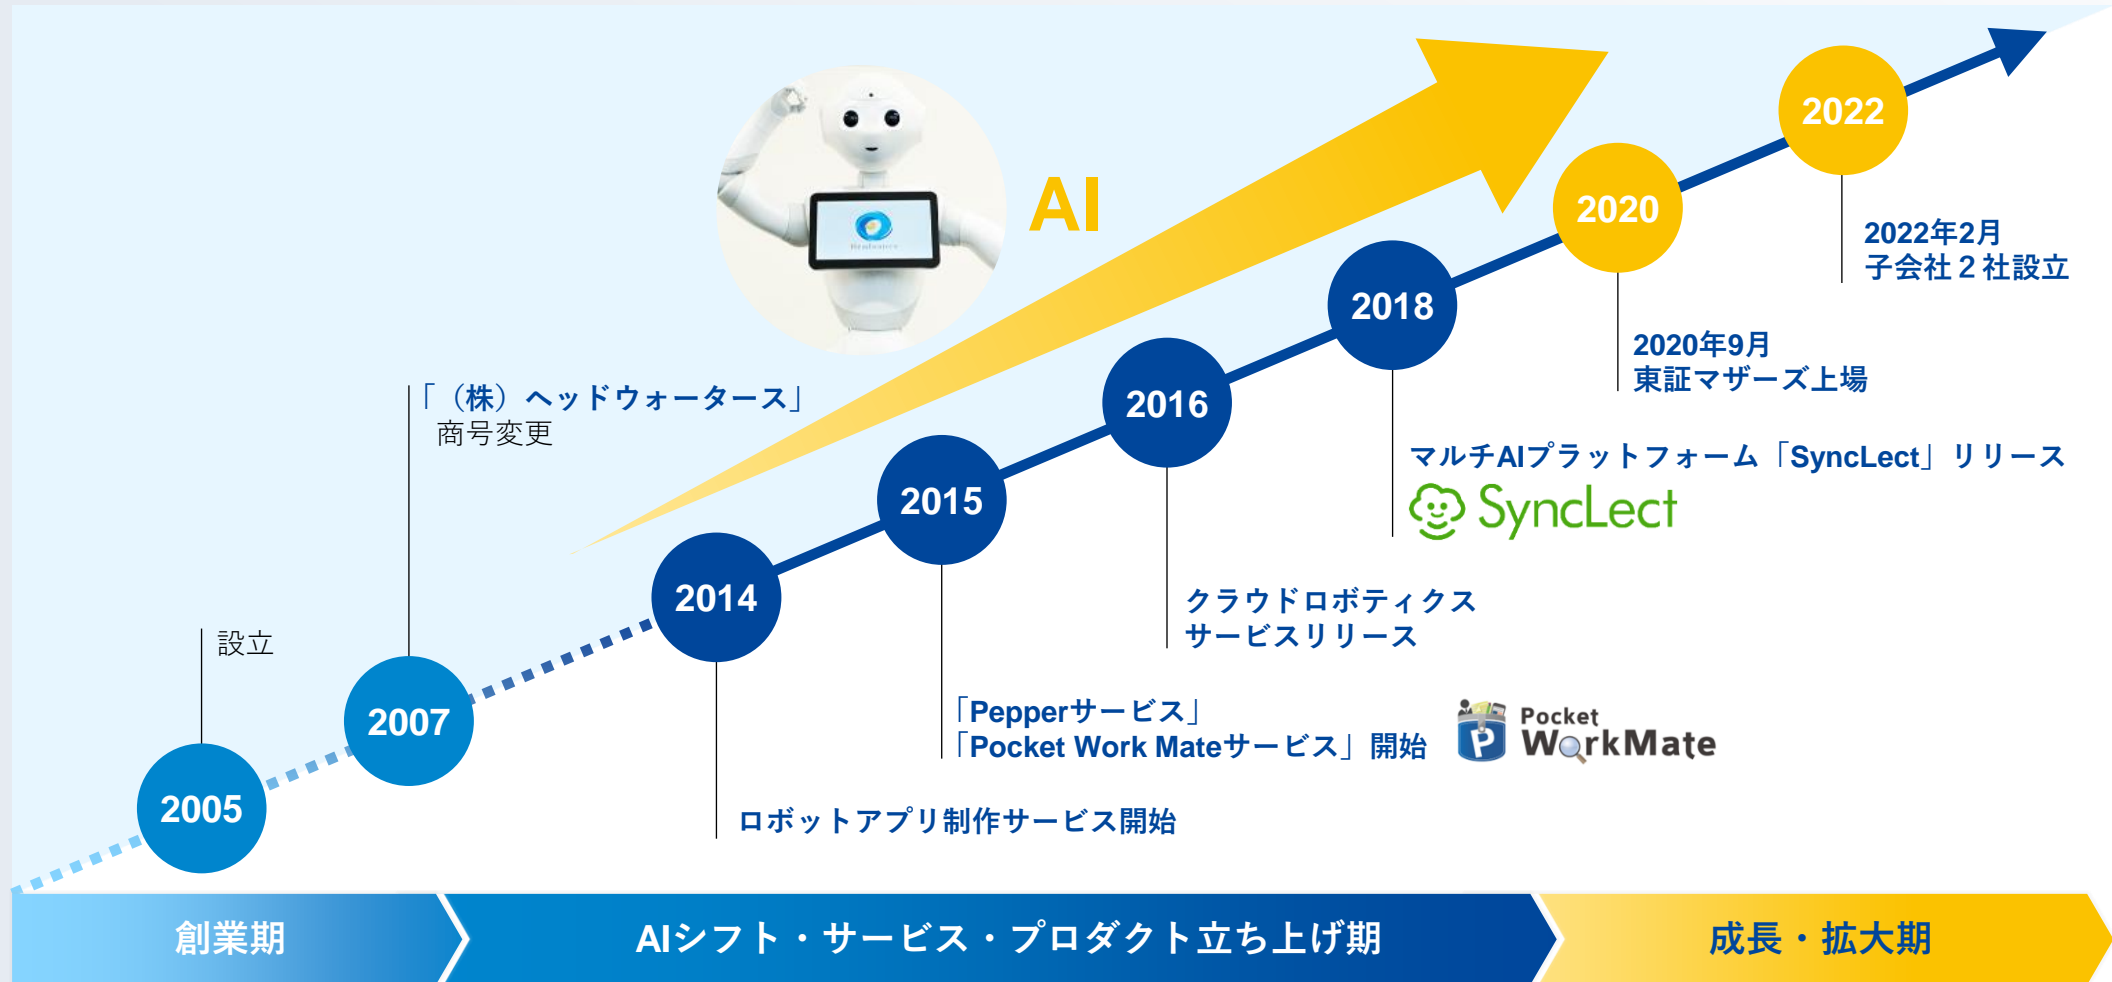 2005
設立
2007
「（株）ヘッドウォータース」
商号変更
2014
ロボットアプリ制作サービス開始
2015
「Pepperサービス」
「Pocket Work Mateサービス」開始
Pocket
WorkMate
2016
クラウドロボティクス
サービスリリース
2018
マルチAIプラットフォーム「SyncLect」リリース
SyncLect
2020
2020年9月
東証マザーズ上場
2022
2022年2月
子会社２社設立
AI
創業期
AIシフト・サービス・プロダクト立ち上げ期
成長・拡大期